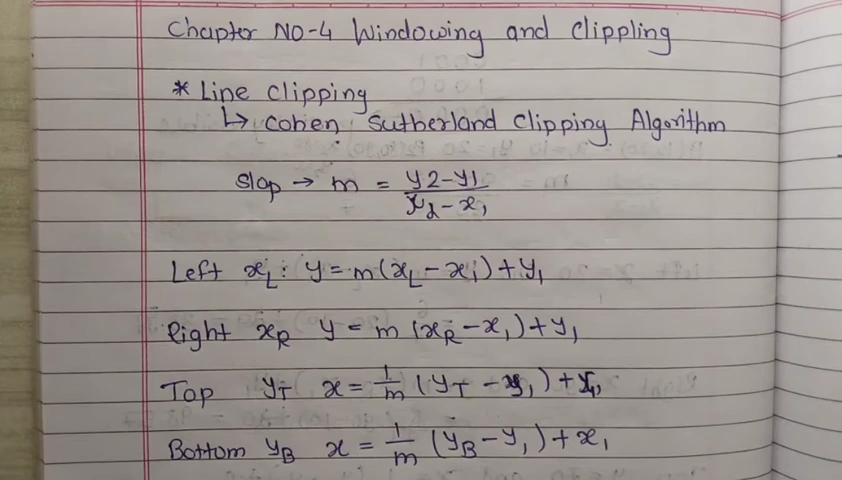 Chapter NO-4 Windowing and Clippling
* Line Clipping
↳ Cohen Sutherland Clipping Algorithm
Slop → m = y2-y1 / x2-x1
Left xL: y = m(xL-x1)+y1
Right xR y = m (xR-x1)+y1
Top yT x = 1/m (yT-y1)+x1
Bottom yB x = 1/m (yB-y1)+x1